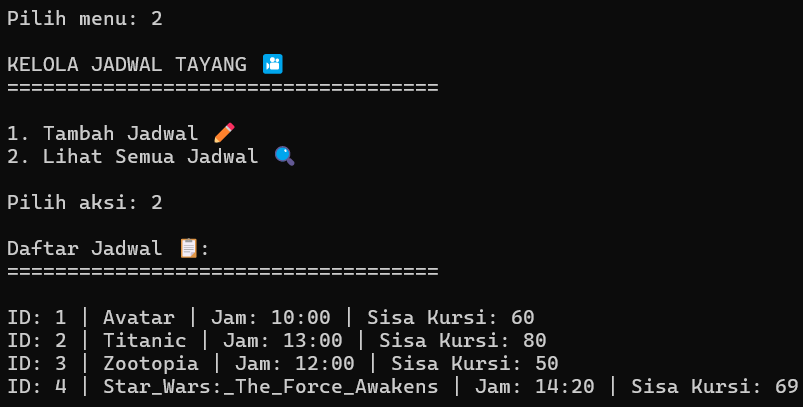 Pilih menu: 2
KELOLA JADWAL TAYANG 🎦
====================================
1. Tambah Jadwal ✏️
2. Lihat Semua Jadwal 🔍
Pilih aksi: 2
Daftar Jadwal 📋:
====================================
ID: 1 | Avatar | Jam: 10:00 | Sisa Kursi: 60
ID: 2 | Titanic | Jam: 13:00 | Sisa Kursi: 80
ID: 3 | Zootopia | Jam: 12:00 | Sisa Kursi: 50
ID: 4 | Star_Wars:_The_Force_Awakens | Jam: 14:20 | Sisa Kursi: 69